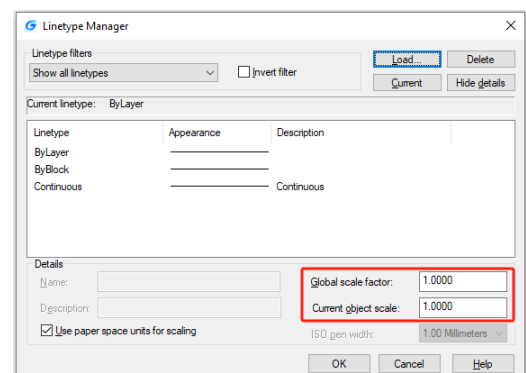 Linetype Manager
Linetype filters
Show all linetypes
Invert filter
Load...
Delete
Current
Hide details
Current linetype: ByLayer
Linetype Appearance Description
ByLayer
ByBlock
Continuous Continuous
Details
Name:
Global scale factor: 1.0000
Description:
Current object scale: 1.0000
Use paper space units for scaling
ISO pen width: 1.00 Millimeters
OK Cancel Help